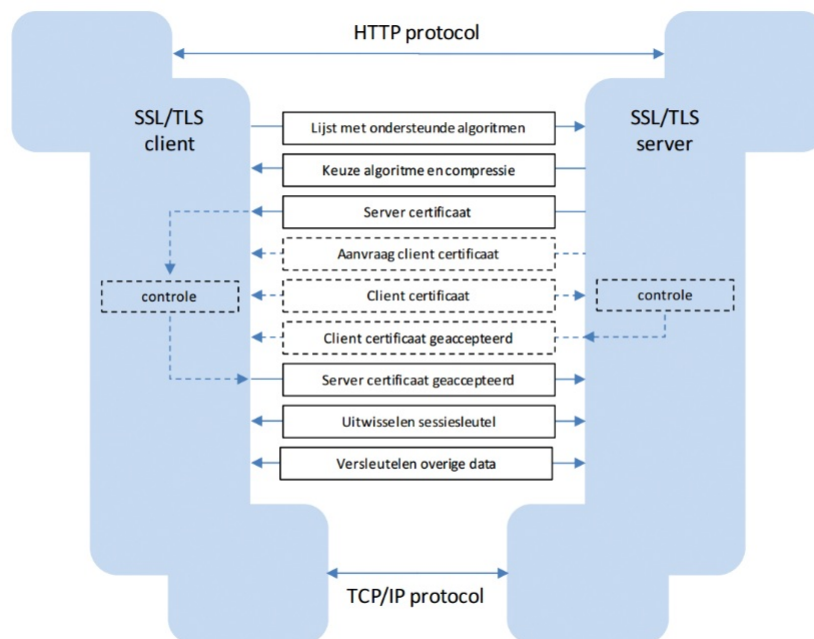 HTTP protocol
SSL/TLS
client
SSL/TLS
server
Lijst met ondersteunde algoritmen
Keuze algoritme en compressie
Server certificaat
Aanvraag client certificaat
controle
Client certificaat
controle
Client certificaat geaccepteerd
Server certificaat geaccepteerd
Uitwisselen sessiesleutel
Versleutelen overige data
TCP/IP protocol